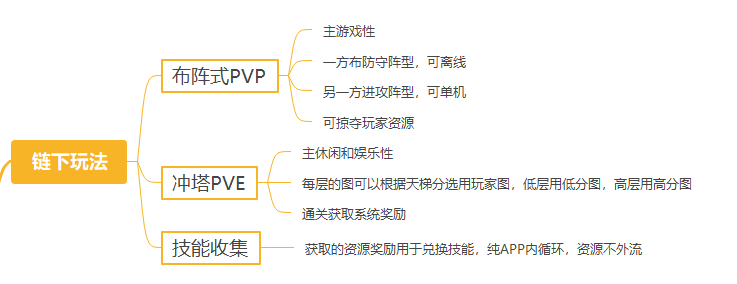 链下玩法
布阵式PVP
主游戏性
一方布防守阵型，可离线
另一方进攻阵型，可单机
可掠夺玩家资源
冲塔PVE
主休闲和娱乐性
每层的图可以根据天梯分选用玩家图，低层用低分图，高层用高分图
通关获取系统奖励
技能收集
获取的资源奖励用于兑换技能，纯APP内循环，资源不外流